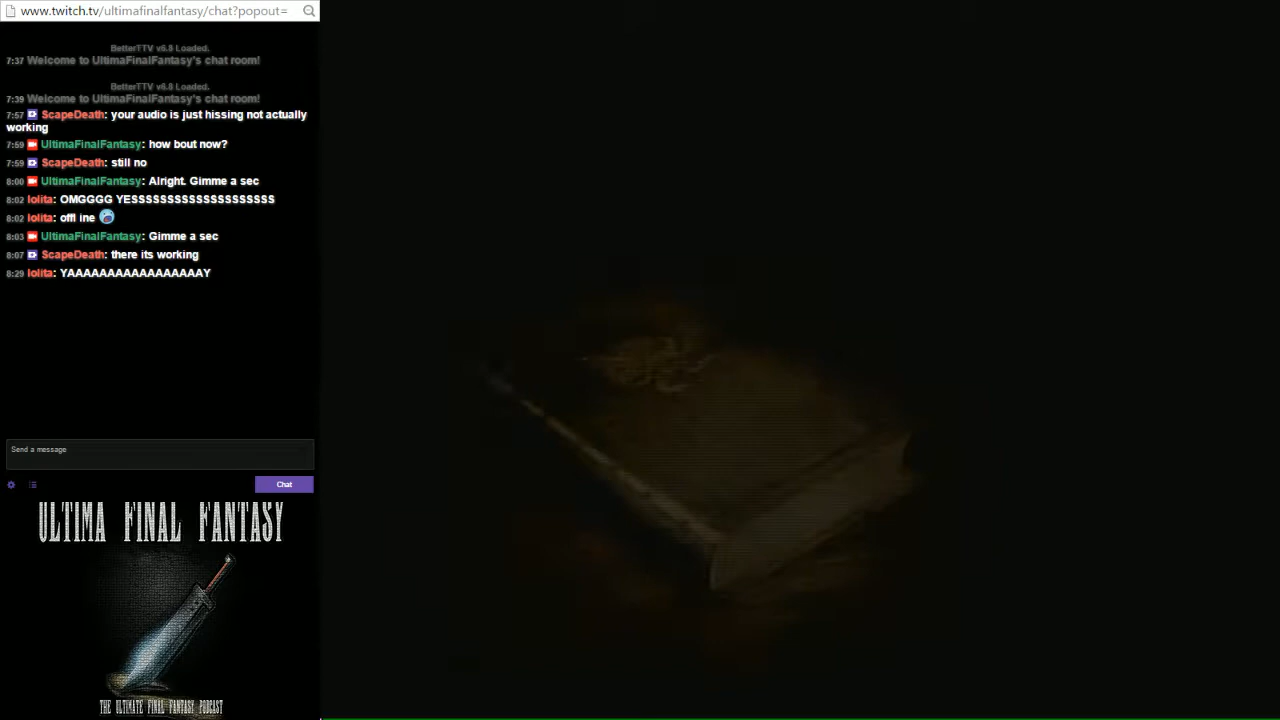 www.twitch.tv/ultimafinalfantasy/chat?popout=
BetterTTV v6.8 Loaded.
7:37 Welcome to UltimaFinalFantasy's chat room!
BetterTTV v6.8 Loaded.
7:39 Welcome to UltimaFinalFantasy's chat room!
7:57 ScapeDeath: your audio is just hissing not actually
working
7:59 UltimaFinalFantasy: how bout now?
7:59 ScapeDeath: still no
8:00 UltimaFinalFantasy: Alright. Gimme a sec
8:02 lolita: OMGGGG YESSSSSSSSSSSSSSSSSSSS
8:02 lolita: offl ine
8:03 UltimaFinalFantasy: Gimme a sec
8:07 ScapeDeath: there its working
8:29 lolita: YAAAAAAAAAAAAAAAAAY
Send a message
Chat
ULTIMA FINAL FANTASY
THE ULTIMATE FINAL FANTASY PODCAST